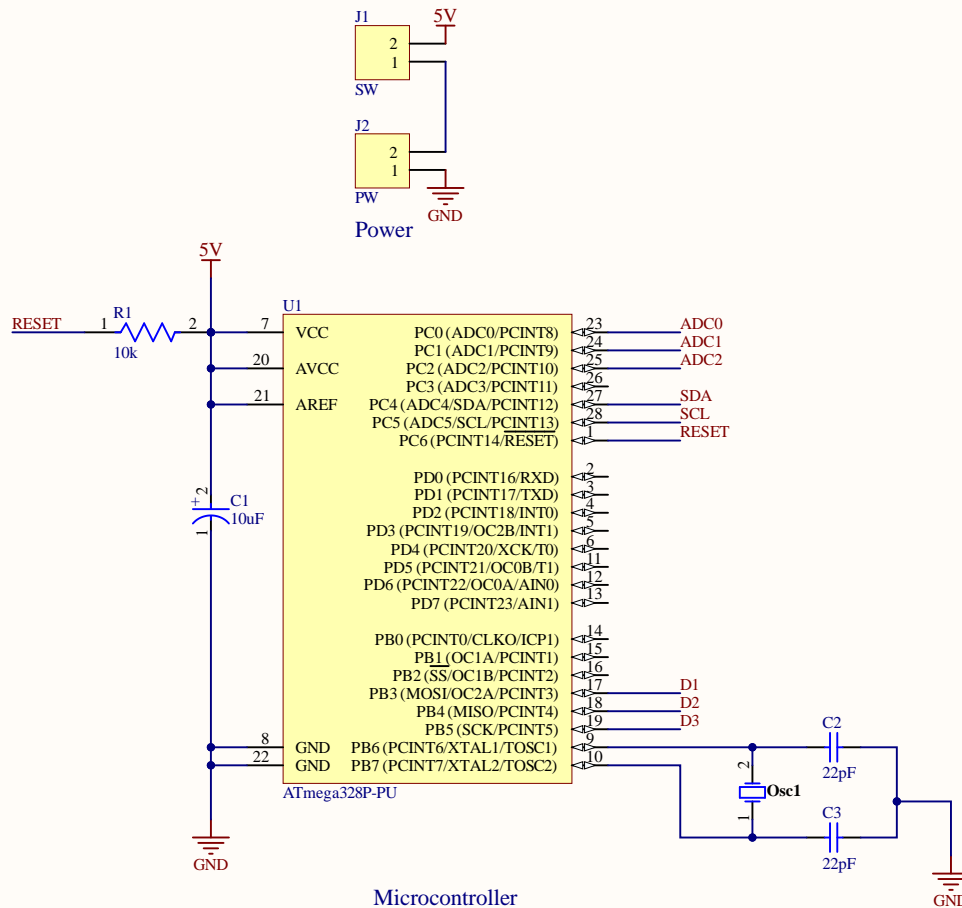 J1
5V
2
1
SW
J2
2
1
PW
GND
Power
5V
RESET
1
R1
2
10k
U1
7 VCC
20 AVCC
21 AREF
PC0 (ADC0/PCINT8) 23 ADC0
PC1 (ADC1/PCINT9) 24 ADC1
PC2 (ADC2/PCINT10) 25 ADC2
PC3 (ADC3/PCINT11) 26
PC4 (ADC4/SDA/PCINT12) 27 SDA
PC5 (ADC5/SCL/PCINT13) 28 SCL
PC6 (PCINT14/RESET) 1 RESET
PD0 (PCINT16/RXD) 2
PD1 (PCINT17/TXD) 3
PD2 (PCINT18/INT0) 4
PD3 (PCINT19/OC2B/INT1) 5
PD4 (PCINT20/XCK/T0) 6
PD5 (PCINT21/OC0B/T1) 11
PD6 (PCINT22/OC0A/AIN0) 12
PD7 (PCINT23/AIN1) 13
+ 2
C1
10uF
1
PB0 (PCINT0/CLKO/ICP1) 14
PB1 (OC1A/PCINT1) 15
PB2 (SS/OC1B/PCINT2) 16
PB3 (MOSI/OC2A/PCINT3) 17 D1
PB4 (MISO/PCINT4) 18 D2
PB5 (SCK/PCINT5) 19 D3
8 GND PB6 (PCINT6/XTAL1/TOSC1) 9
22 GND PB7 (PCINT7/XTAL2/TOSC2) 10
ATmega328P-PU
C2
22pF
2
Osc1
1
C3
22pF
GND
GND
Microcontroller